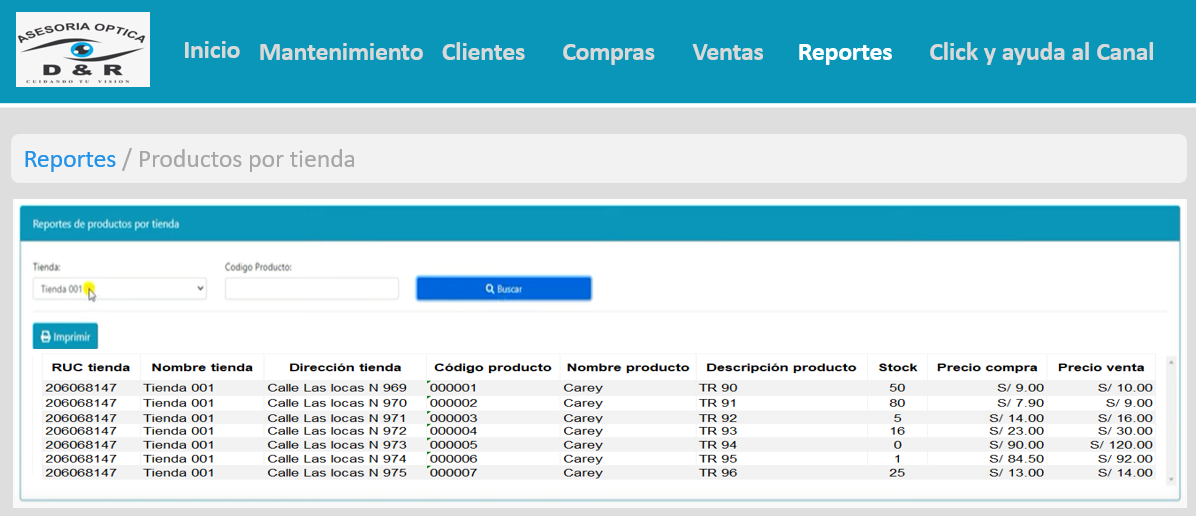 ASESORIA OPTICA
D & R
CUIDANDO TU VISION
Inicio Mantenimiento Clientes Compras Ventas Reportes Click y ayuda al Canal
Reportes / Productos por tienda
Reportes de productos por tienda
Tienda: Codigo Producto:
Tienda 001 Buscar
Imprimir
RUC tienda Nombre tienda Dirección tienda Código producto Nombre producto Descripción producto Stock Precio compra Precio venta
206068147 Tienda 001 Calle Las locas N 969 000001 Carey TR 90 50 S/ 9.00 S/ 10.00
206068147 Tienda 001 Calle Las locas N 970 000002 Carey TR 91 80 S/ 7.90 S/ 9.00
206068147 Tienda 001 Calle Las locas N 971 000003 Carey TR 92 5 S/ 14.00 S/ 16.00
206068147 Tienda 001 Calle Las locas N 972 000004 Carey TR 93 16 S/ 23.00 S/ 30.00
206068147 Tienda 001 Calle Las locas N 973 000005 Carey TR 94 0 S/ 90.00 S/ 120.00
206068147 Tienda 001 Calle Las locas N 974 000006 Carey TR 95 1 S/ 84.50 S/ 92.00
206068147 Tienda 001 Calle Las locas N 975 000007 Carey TR 96 25 S/ 13.00 S/ 14.00